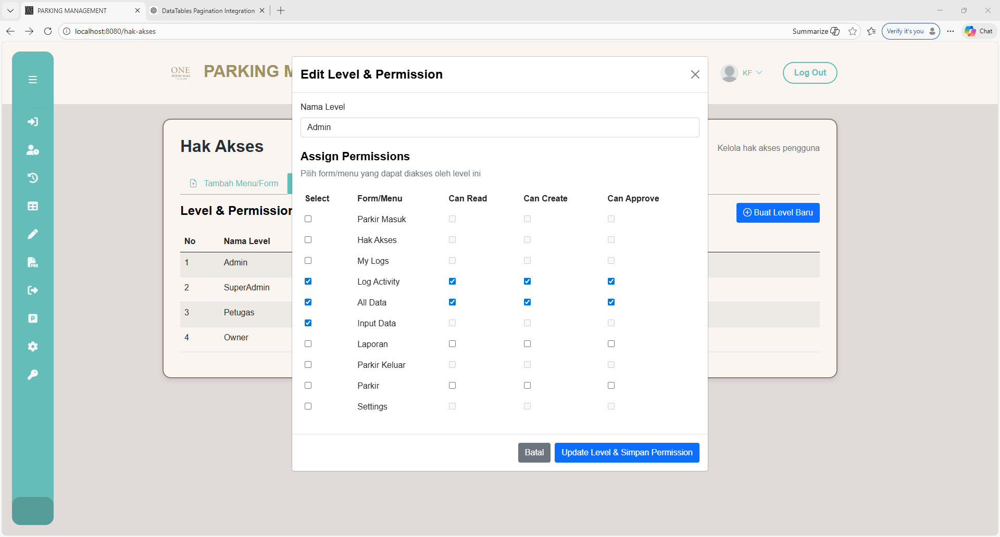 PARKING MANAGEMENT
DataTables Pagination Integration
localhost:8080/hak-akses
Summarize
Verify it's you
Chat
ONE
BATAM MALL
PARKING M
KF
Log Out
Hak Akses
Kelola hak akses pengguna
Tambah Menu/Form
Level & Permission
Buat Level Baru
No Nama Level
1 Admin
2 SuperAdmin
3 Petugas
4 Owner
PNG
P
Edit Level & Permission
Nama Level
Admin
Assign Permissions
Pilih form/menu yang dapat diakses oleh level ini
Select Form/Menu Can Read Can Create Can Approve
Parkir Masuk
Hak Akses
My Logs
Log Activity
All Data
Input Data
Laporan
Parkir Keluar
Parkir
Settings
Batal
Update Level & Simpan Permission